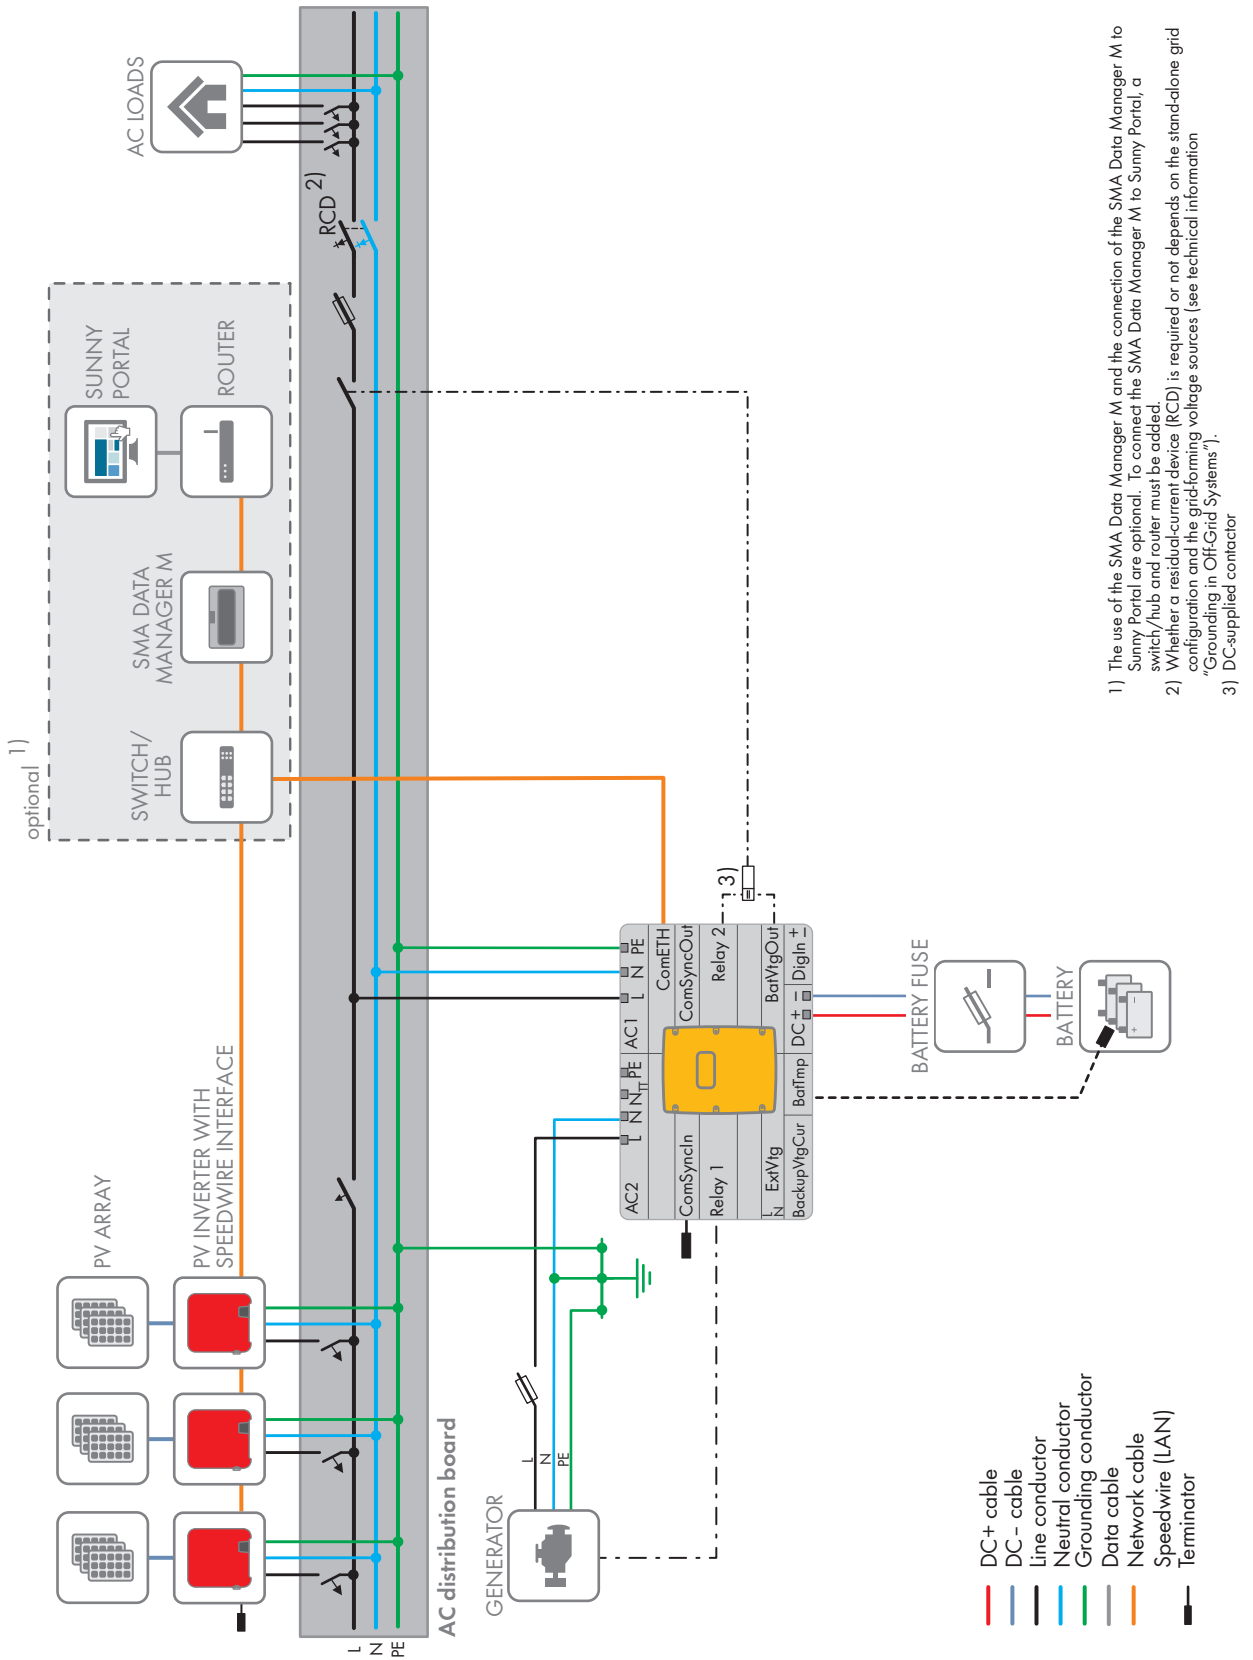 optional 1)
SUNNY
PORTAL
ROUTER
SMA DATA
MANAGER M
SWITCH/
HUB
AC LOADS
PV ARRAY
PV INVERTER WITH
SPEEDWIRE INTERFACE
RCD 2)
L
N
PE
AC distribution board
GENERATOR
L
N
PE
AC2
L
N
NTT
PE
AC1
L
N
PE
ComETH
ComSyncIn
ComSyncOut
Relay 1
Relay 2
L
N
ExtVtg
BatVtgOut
BackupVtgCur
BatTmp
DC+ −
DigIn +
−
3)
BATTERY FUSE
BATTERY
+
−
DC+ cable
DC − cable
Line conductor
Neutral conductor
Grounding conductor
Data cable
Network cable
Speedwire (LAN)
Terminator
1) The use of the SMA Data Manager M and the connection of the SMA Data Manager M to
Sunny Portal are optional. To connect the SMA Data Manager M to Sunny Portal, a
switch/hub and router must be added.
2) Whether a residual-current device (RCD) is required or not depends on the stand-alone grid
configuration and the grid-forming voltage sources (see technical information
"Grounding in Off-Grid Systems").
3) DC-supplied contactor